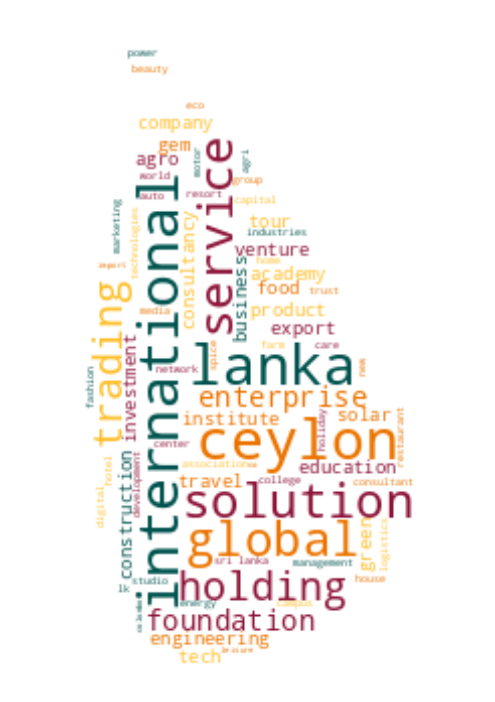 power
beauty
eco
company
gem
agro
motor
service
agri
world
group
auto
resort
capital
international
marketing
technologies
consultancy
tour
industries
venture
import
home
academy
business
food
trust
trading
media
product
export
investment
spice
farm
care
network
lanka
new
fashion
enterprise
institute
holiday
solar
restaurant
center
ceylon
association
education
hotel
construction
development
travel
college
consultant
digital
solution
global
green
logistics
sri lanka
management
studio
holding
house
lk
energy
campus
colombo
foundation
engineering
leisure
tech